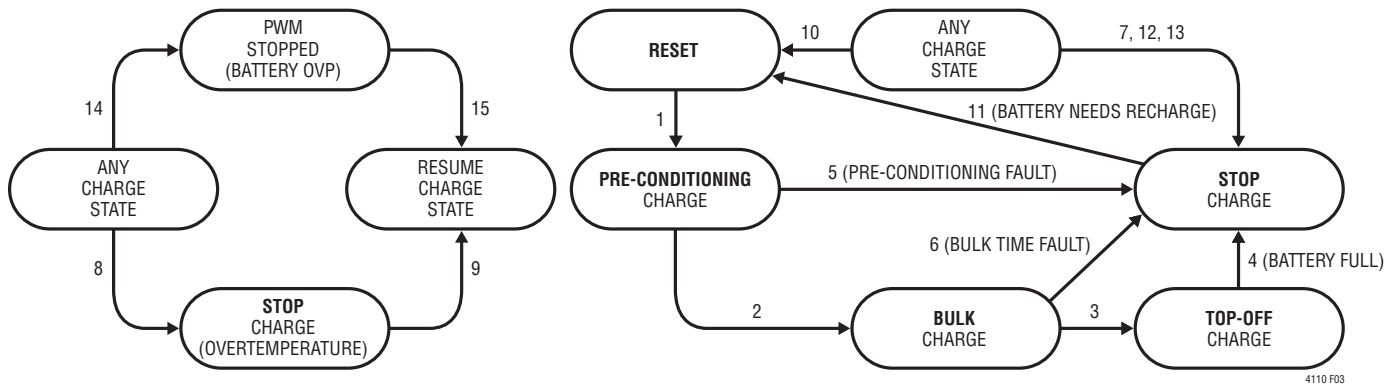 PWM
STOPPED
(BATTERY OVP)
14
15
ANY
CHARGE
STATE
RESUME
CHARGE
STATE
8
9
STOP
CHARGE
(OVERTEMPERATURE)
RESET
10
ANY
CHARGE
STATE
7, 12, 13
1
11 (BATTERY NEEDS RECHARGE)
PRE-CONDITIONING
CHARGE
5 (PRE-CONDITIONING FAULT)
STOP
CHARGE
6 (BULK TIME FAULT)
4 (BATTERY FULL)
2
BULK
CHARGE
3
TOP-OFF
CHARGE
4110 F03